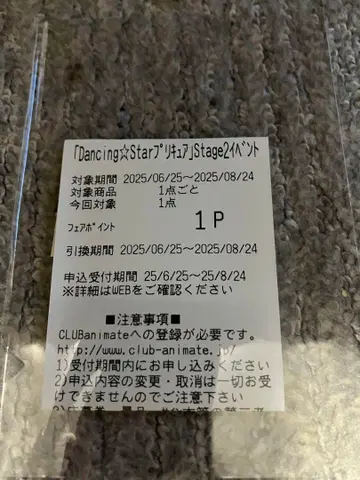 「Dancing☆Starﾌﾟﾘｷｭｱ」Stage2ｲﾍﾞﾝﾄ
対象期間 2025/06/25～2025/08/24
対象商品 1点ごと
今回対象 1点
ﾌｪｱﾎﾟｲﾝﾄ 1P
引換期間 2025/06/25～2025/08/24
申込受付期間 25/6/25～25/8/24
※詳細はWEBをご確認ください
■注意事項■
CLUBanimateへの登録が必要です。
http://www.club-animate.jp/
1)受付期間内にお申し込みください
2)申込内容の変更・取消は一切お受
けできませんのでご注意下さい